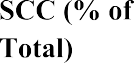 SCC (% of
Total)